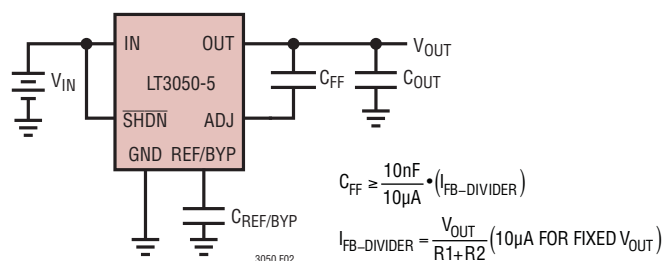 IN OUT
V_OUT
V_IN
LT3050-5
C_FF
C_OUT
SHDN ADJ
GND REF/BYP
C_REF/BYP
3050 F02
C_FF ≥ 10nF / 10µA • (I_FB–DIVIDER)
I_FB–DIVIDER = V_OUT / R1+R2 (10µA FOR FIXED V_OUT)